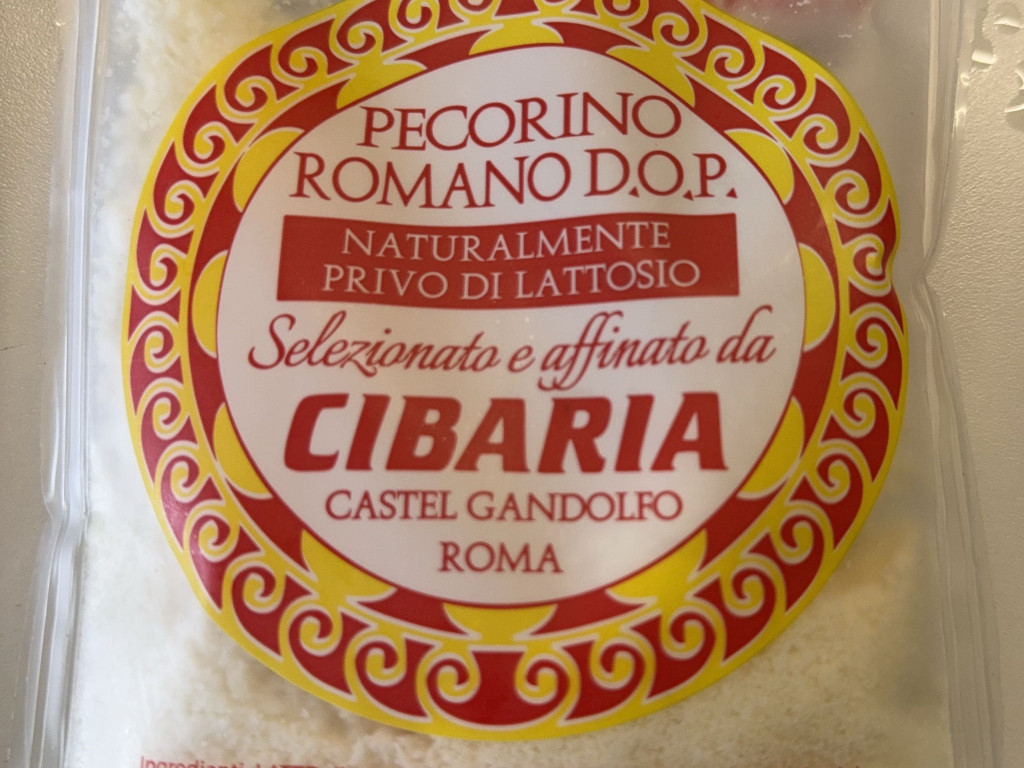 PECORINO
ROMANO D.O.P.
NATURALMENTE
PRIVO DI LATTOSIO
Selezionato e affinato da
CIBARIA
CASTEL GANDOLFO
ROMA